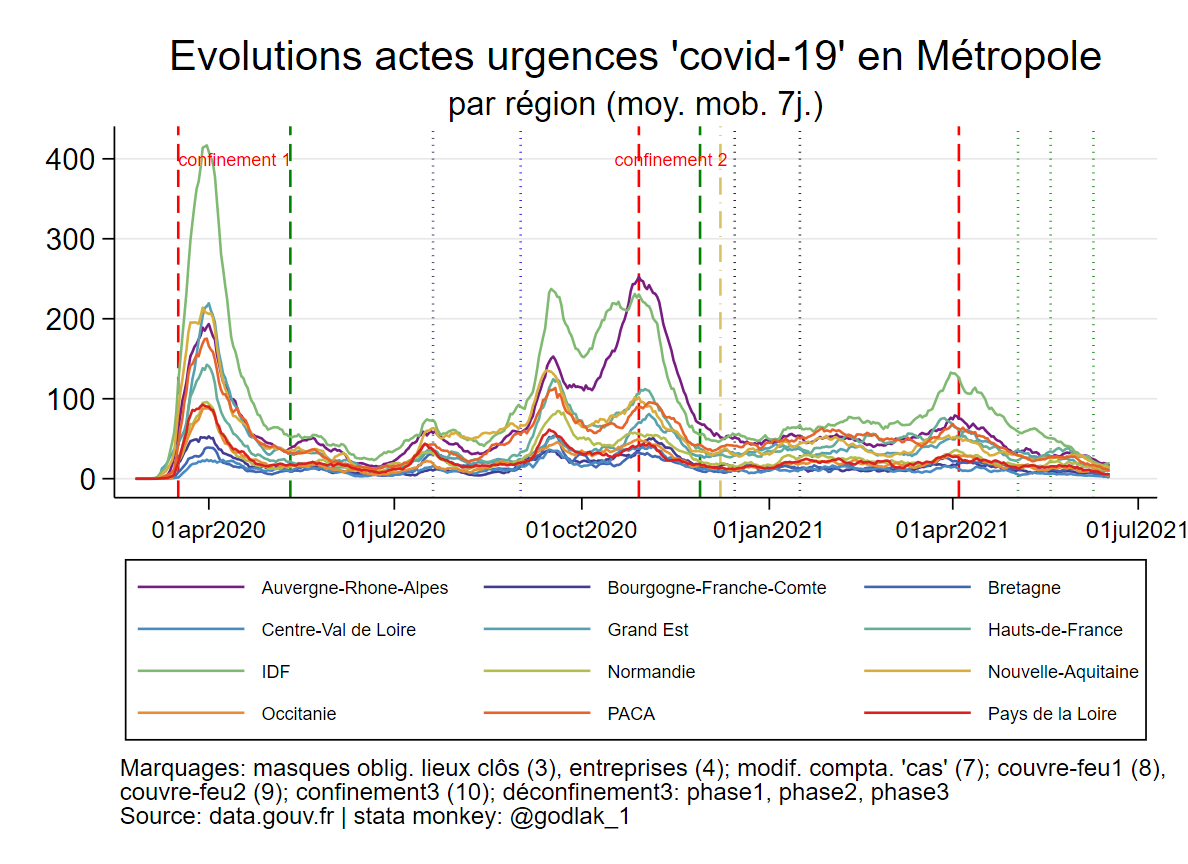 Evolutions actes urgences 'covid-19' en Métropole
par région (moy. mob. 7j.)
confinement 1
confinement 2
400
300
200
100
0
01apr2020
01jul2020
01oct2020
01jan2021
01apr2021
01jul2021
Auvergne-Rhone-Alpes
Bourgogne-Franche-Comte
Bretagne
Centre-Val de Loire
Grand Est
Hauts-de-France
IDF
Normandie
Nouvelle-Aquitaine
Occitanie
PACA
Pays de la Loire
Marquages: masques oblig. lieux clôs (3), entreprises (4); modif. compta. 'cas' (7); couvre-feu1 (8),
couvre-feu2 (9); confinement3 (10); déconfinement3: phase1, phase2, phase3
Source: data.gouv.fr | stata monkey: @godlak_1